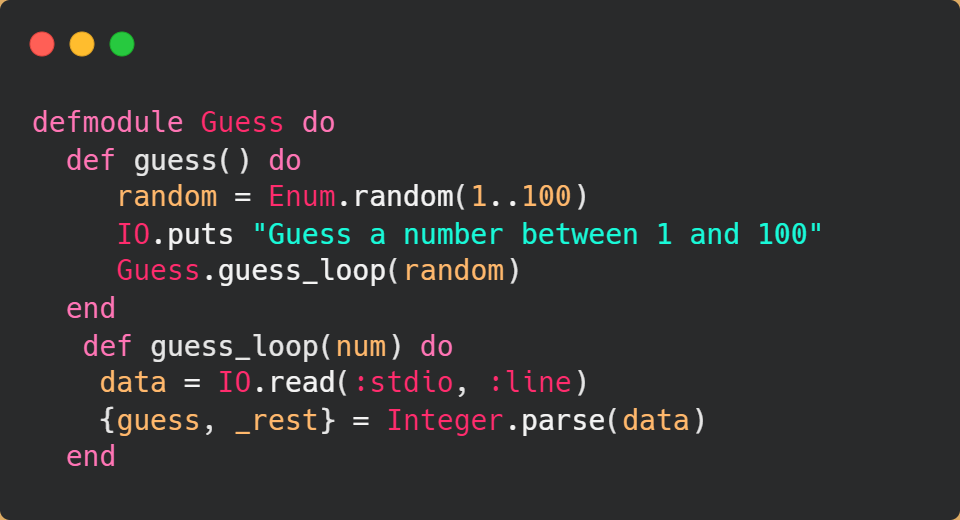 defmodule Guess do
  def guess() do
     random = Enum.random(1..100)
     IO.puts "Guess a number between 1 and 100"
     Guess.guess_loop(random)
  end
   def guess_loop(num) do
    data = IO.read(:stdio, :line)
    {guess, _rest} = Integer.parse(data)
  end